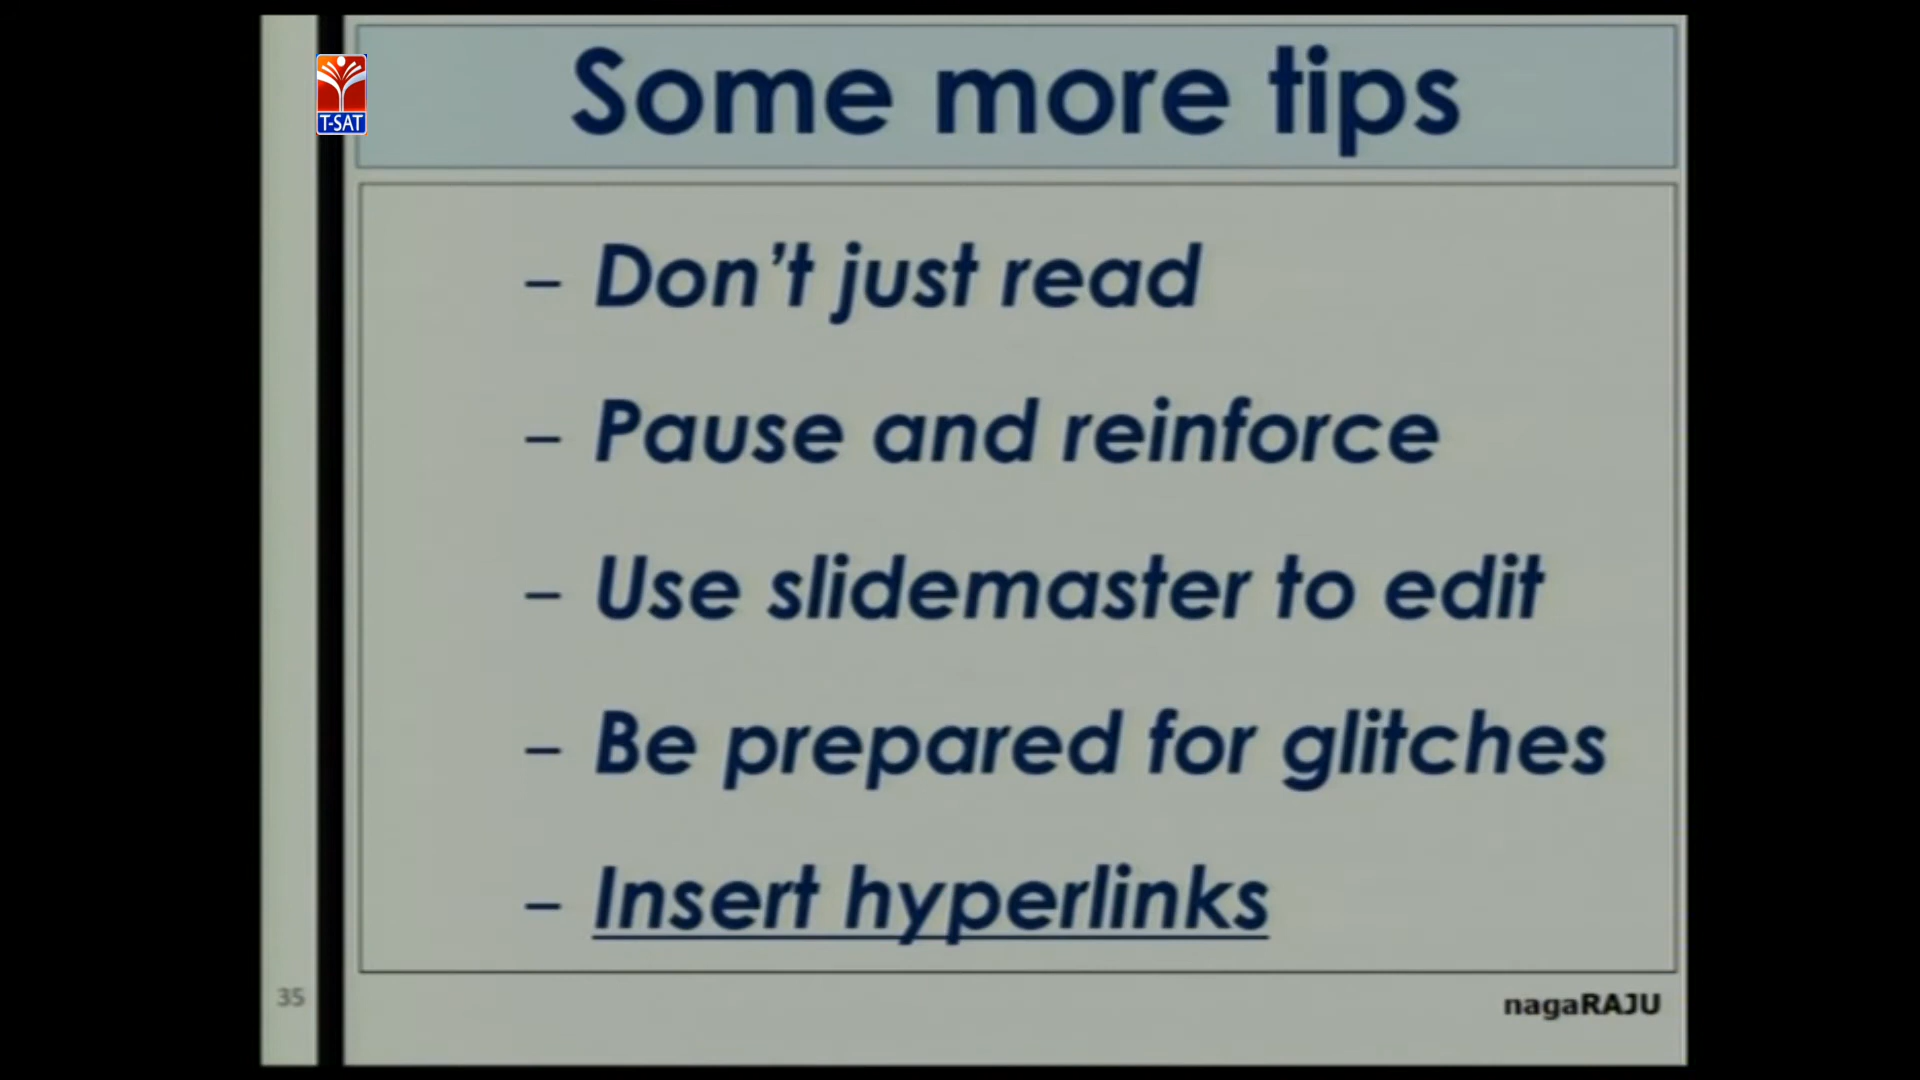 Some more tips
T-SAT
– Don't just read
– Pause and reinforce
– Use slidemaster to edit
– Be prepared for glitches
– Insert hyperlinks
35
nagaRAJU